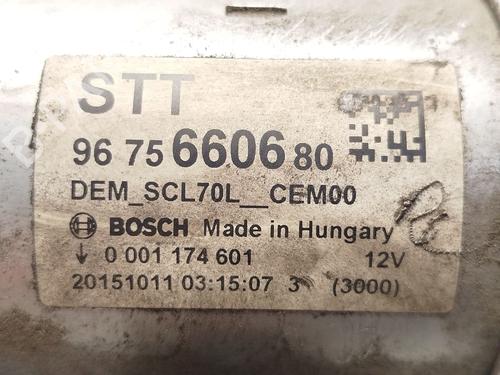 STT
96 75 6606 80
DEM_SCL70L__CEM00
BOSCH Made in Hungary
↓ 0 001 174 601 12V
20151011 03:15:07 3 (3000)